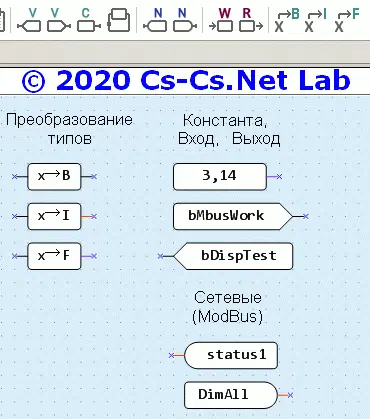 V V C N N W R x B x I x F
© 2020 Cs-Cs.Net Lab
Преобразование
типов
Константа,
Вход, Выход
x→B
3,14
x→I
bMbusWork
x→F
bDispTest
Сетевые
(ModBus)
status1
DimAll